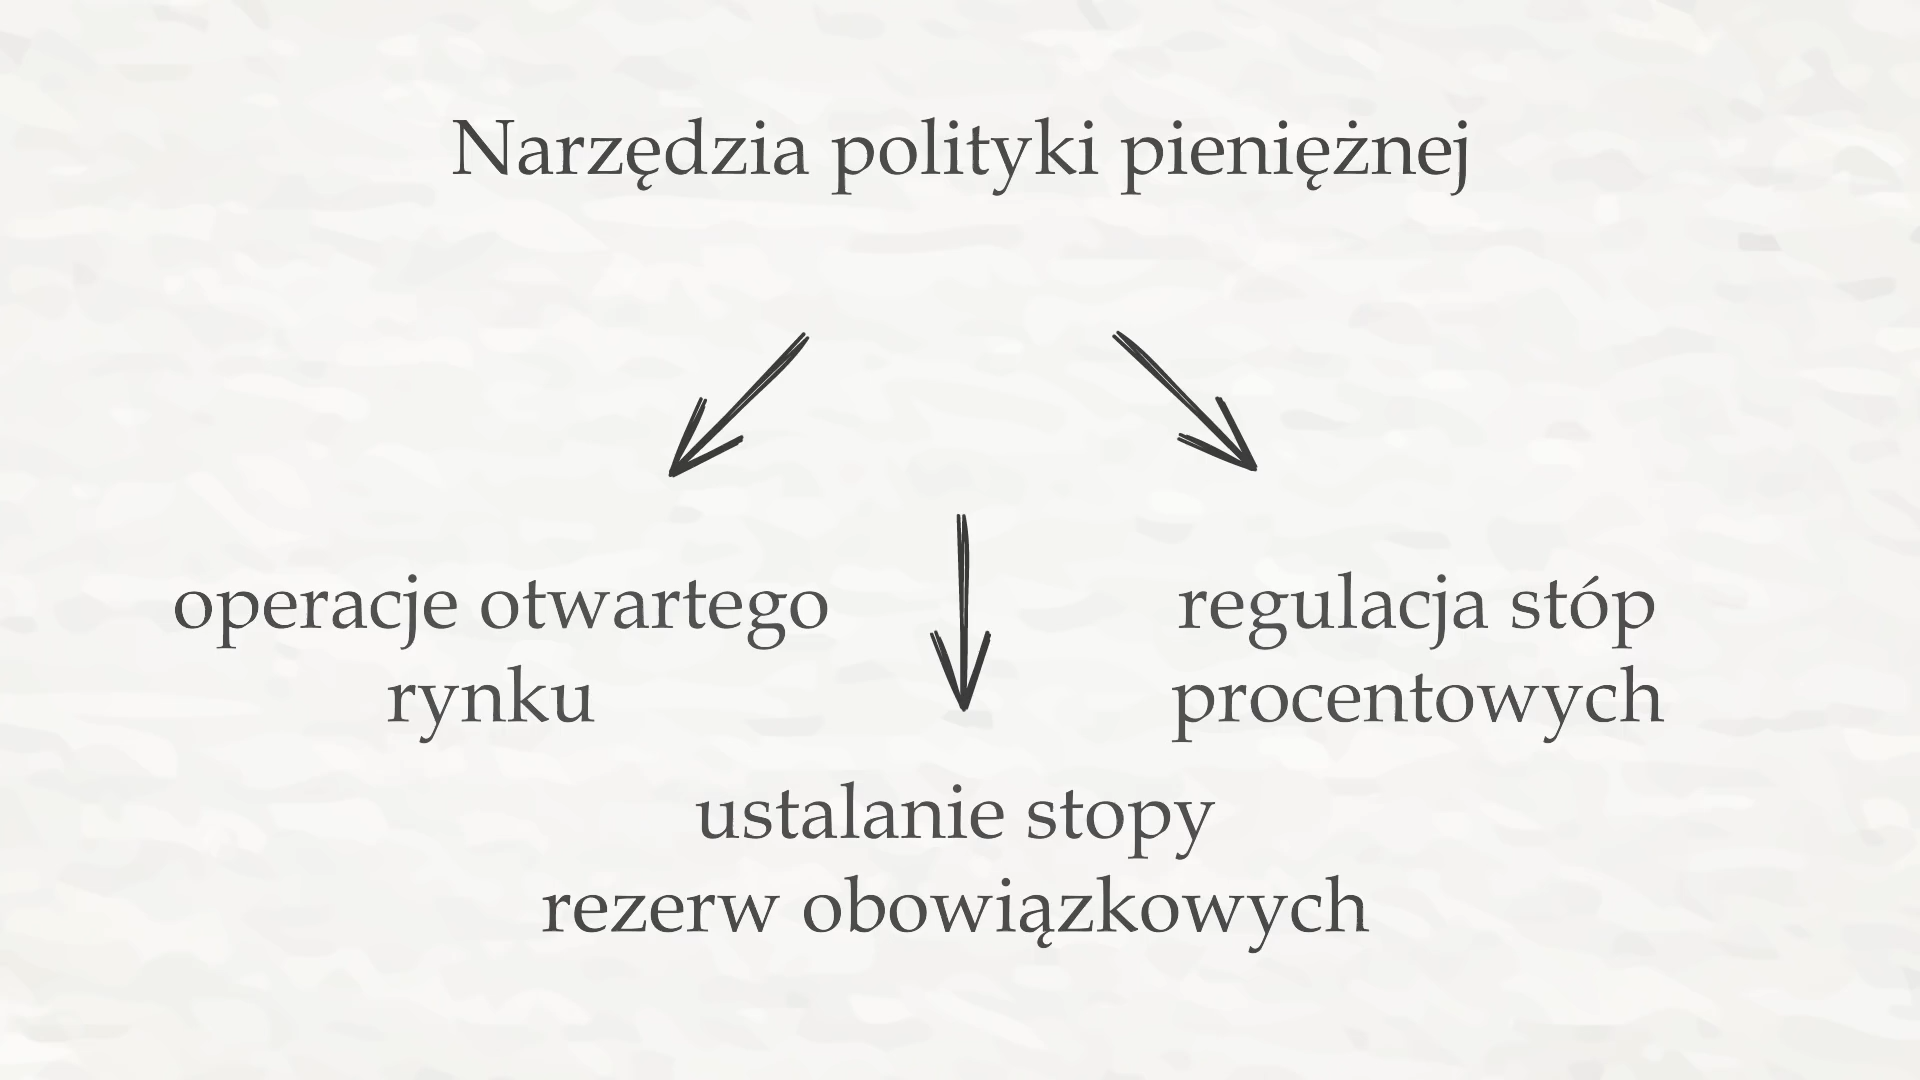 Narzędzia polityki pieniężnej
operacje otwartego
rynku
regulacja stóp
procentowych
ustalanie stopy
rezerw obowiązkowych